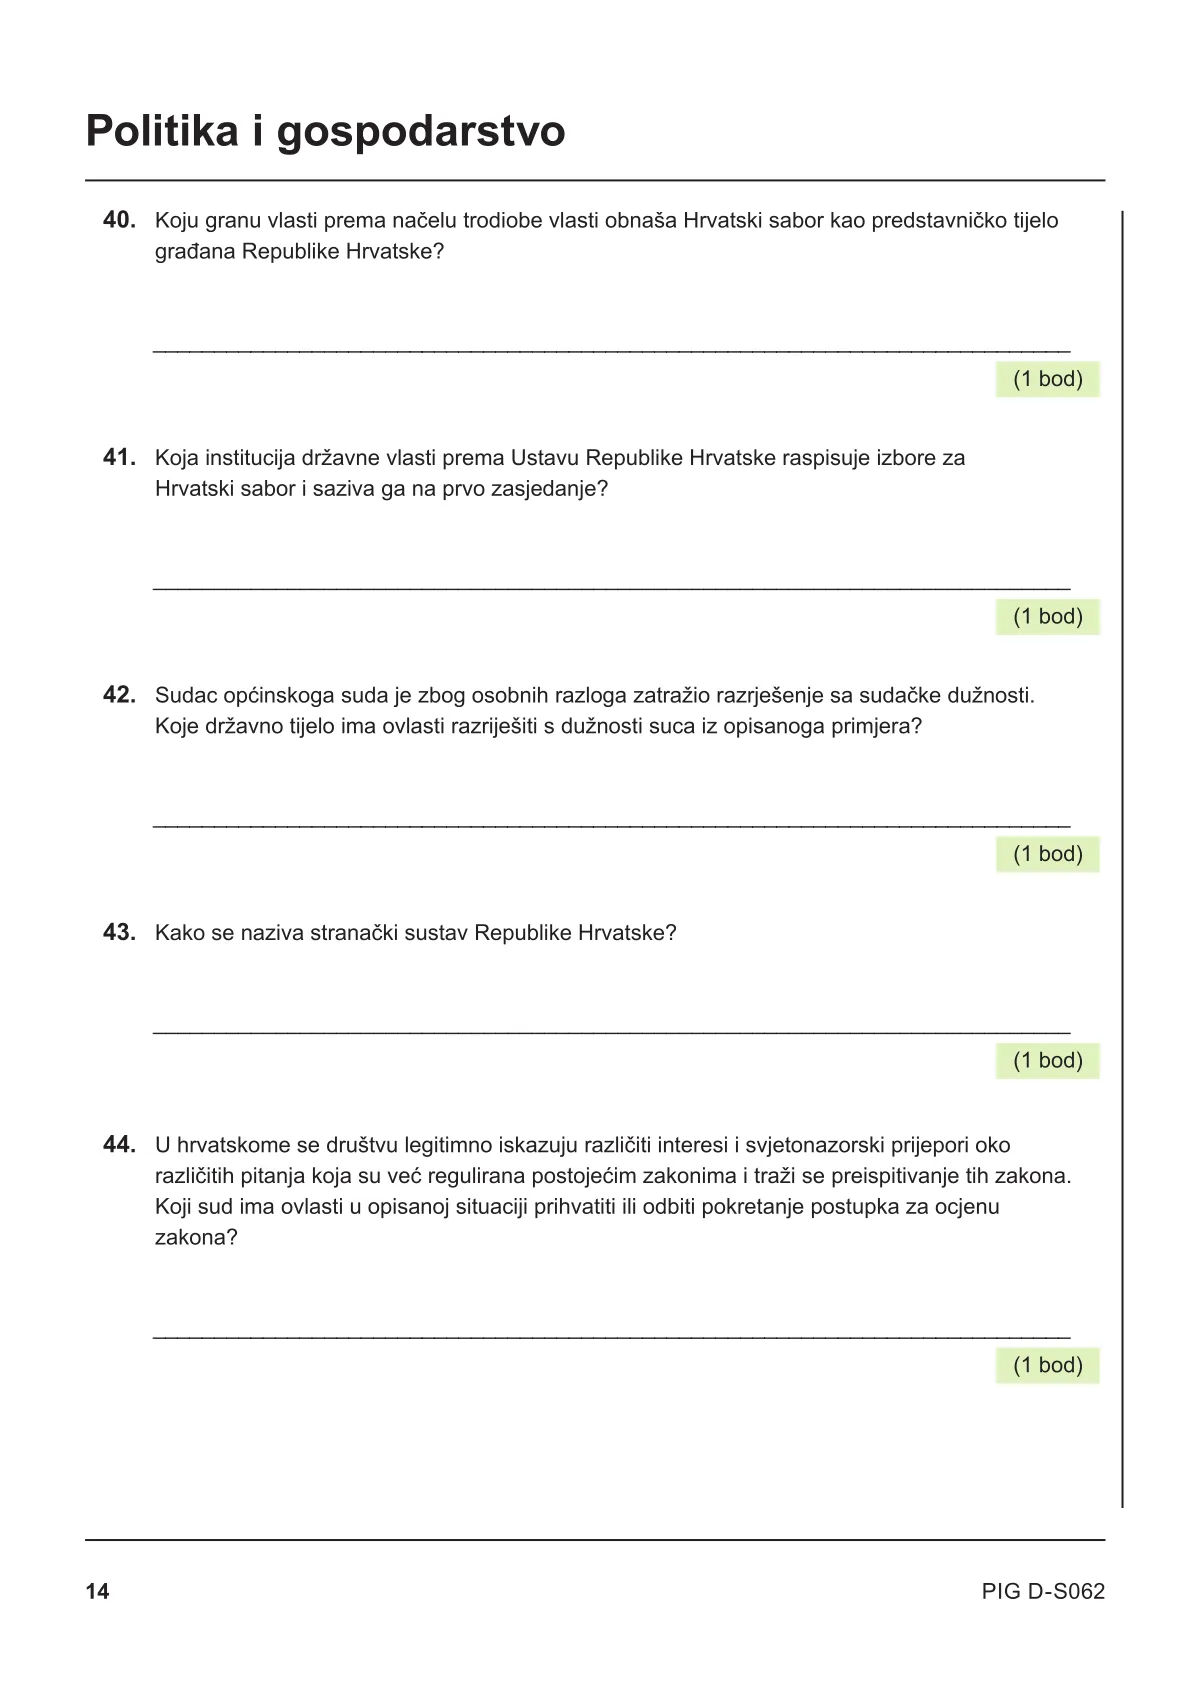 Politika i gospodarstvo
40. Koju granu vlasti prema načelu trodiobe vlasti obnaša Hrvatski sabor kao predstavničko tijelo
građana Republike Hrvatske?
(1 bod)
41. Koja institucija državne vlasti prema Ustavu Republike Hrvatske raspisuje izbore za
Hrvatski sabor i saziva ga na prvo zasjedanje?
(1 bod)
42. Sudac općinskoga suda je zbog osobnih razloga zatražio razrješenje sa sudačke dužnosti.
Koje državno tijelo ima ovlasti razriješiti s dužnosti suca iz opisanoga primjera?
(1 bod)
43. Kako se naziva stranački sustav Republike Hrvatske?
(1 bod)
44. U hrvatskome se društvu legitimno iskazuju različiti interesi i svjetonazorski prijepori oko
različitih pitanja koja su već regulirana postojećim zakonima i traži se preispitivanje tih zakona.
Koji sud ima ovlasti u opisanoj situaciji prihvatiti ili odbiti pokretanje postupka za ocjenu
zakona?
(1 bod)
14
PIG D-S062